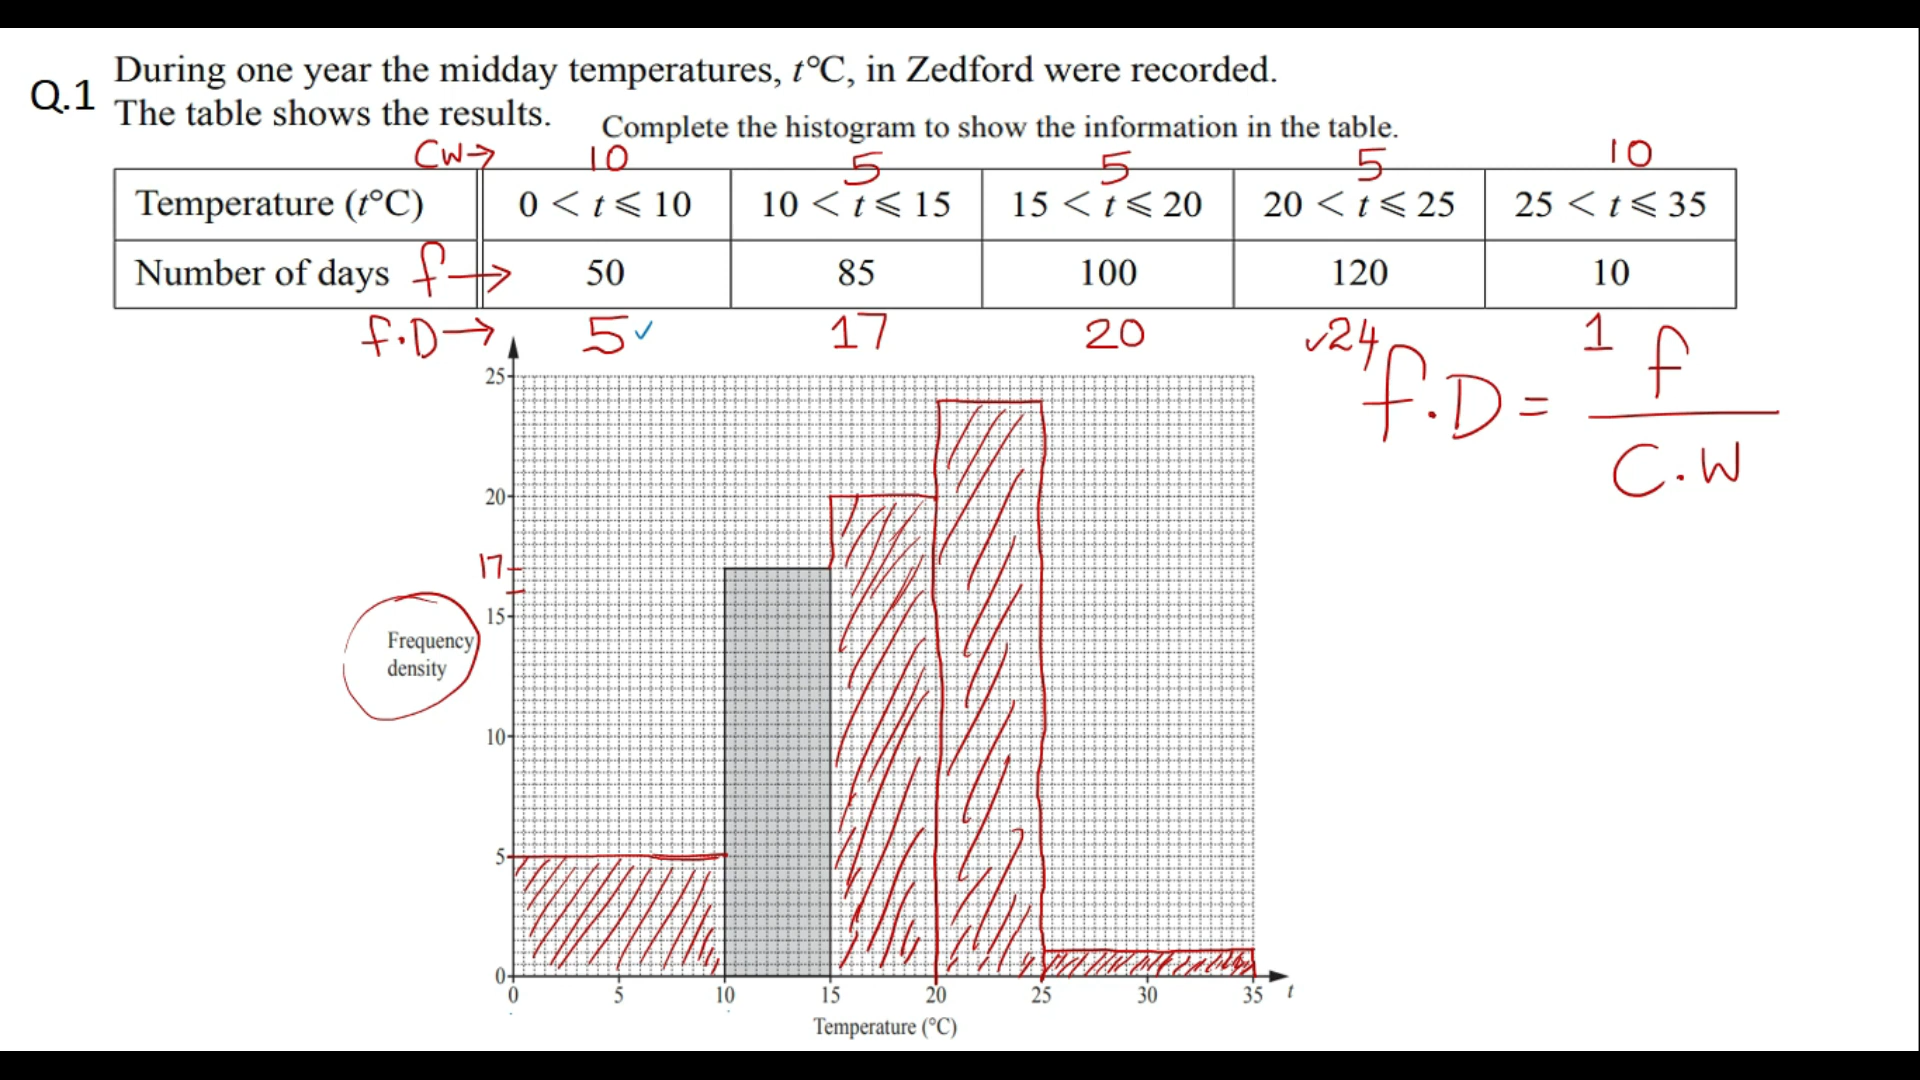 During one year the midday temperatures, t°C, in Zedford were recorded.
Q.1
The table shows the results.
Complete the histogram to show the information in the table.
CW→ 10 5 5 5 10
Temperature (t°C) 0 < t ⩽ 10 10 < t ⩽ 15 15 < t ⩽ 20 20 < t ⩽ 25 25 < t ⩽ 35
Number of days f→ 50 85 100 120 10
f.D→ 5✓ 17 20 ✓24 1
f.D = f / C.W
25
20
17
15
Frequency
density
10
5
0
0 5 10 15 20 25 30 35 t
Temperature (°C)